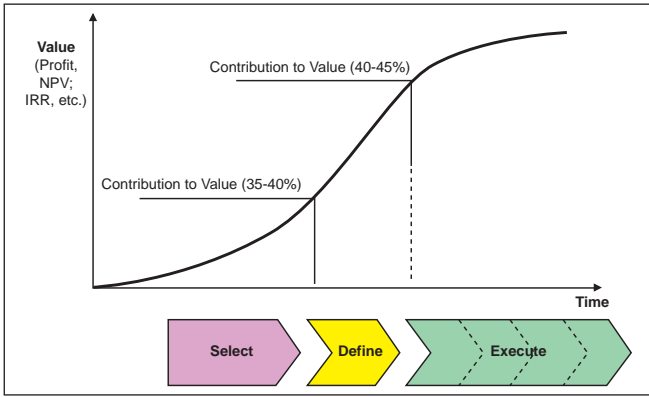 Value
(Profit,
NPV;
IRR, etc.)
Contribution to Value (40-45%)
Contribution to Value (35-40%)
Time
Select
Define
Execute